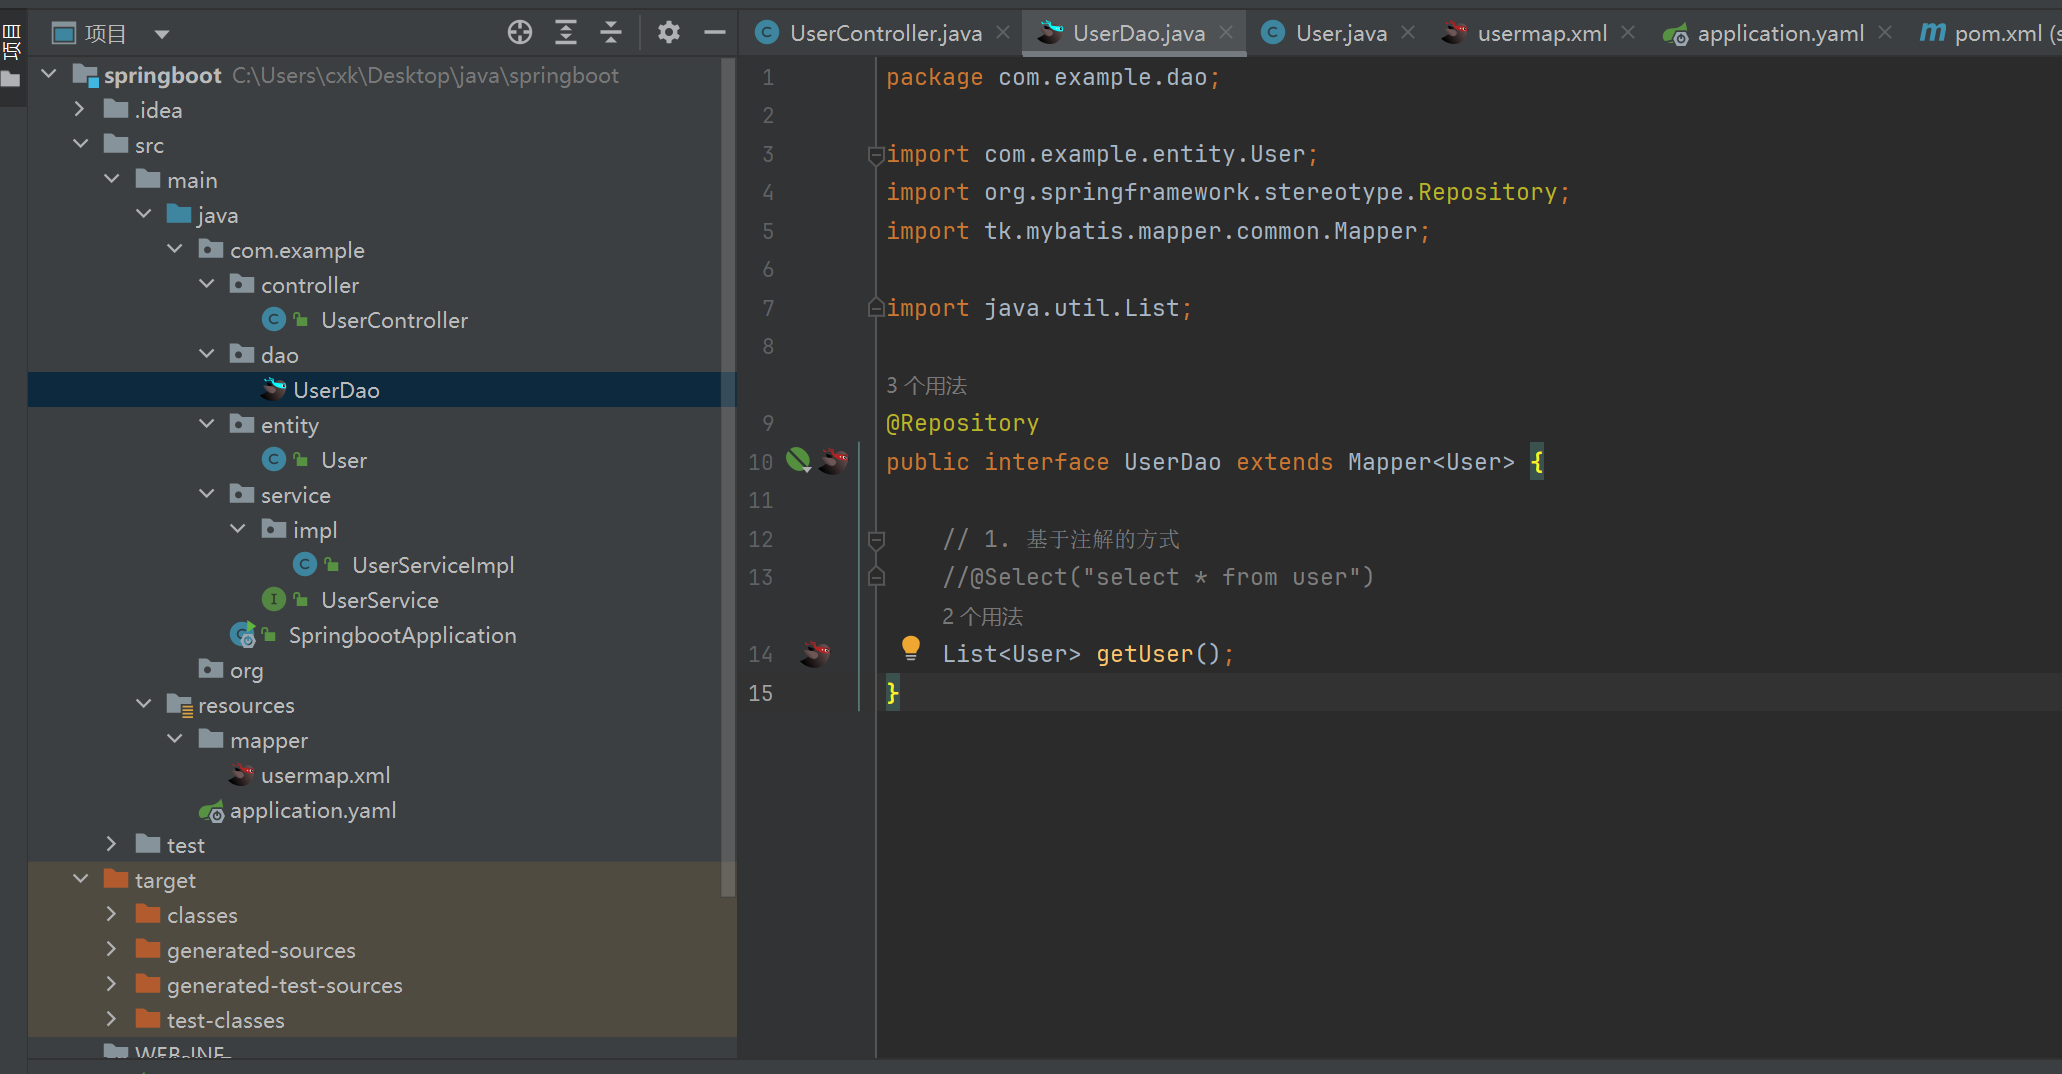 项目
项目
springboot C:\Users\cxk\Desktop\java\springboot
.idea
src
main
java
com.example
controller
UserController
dao
UserDao
entity
User
service
impl
UserServiceImpl
UserService
SpringbootApplication
org
resources
mapper
usermap.xml
application.yaml
test
target
classes
generated-sources
generated-test-sources
test-classes
WEB-INF
UserController.java UserDao.java User.java usermap.xml application.yaml pom.xml (s
1 package com.example.dao;
2
3 import com.example.entity.User;
4 import org.springframework.stereotype.Repository;
5 import tk.mybatis.mapper.common.Mapper;
6
7 import java.util.List;
8
3 个用法
9 @Repository
10 public interface UserDao extends Mapper<User> {
11
12 // 1. 基于注解的方式
13 //@Select("select * from user")
2 个用法
14 List<User> getUser();
15 }